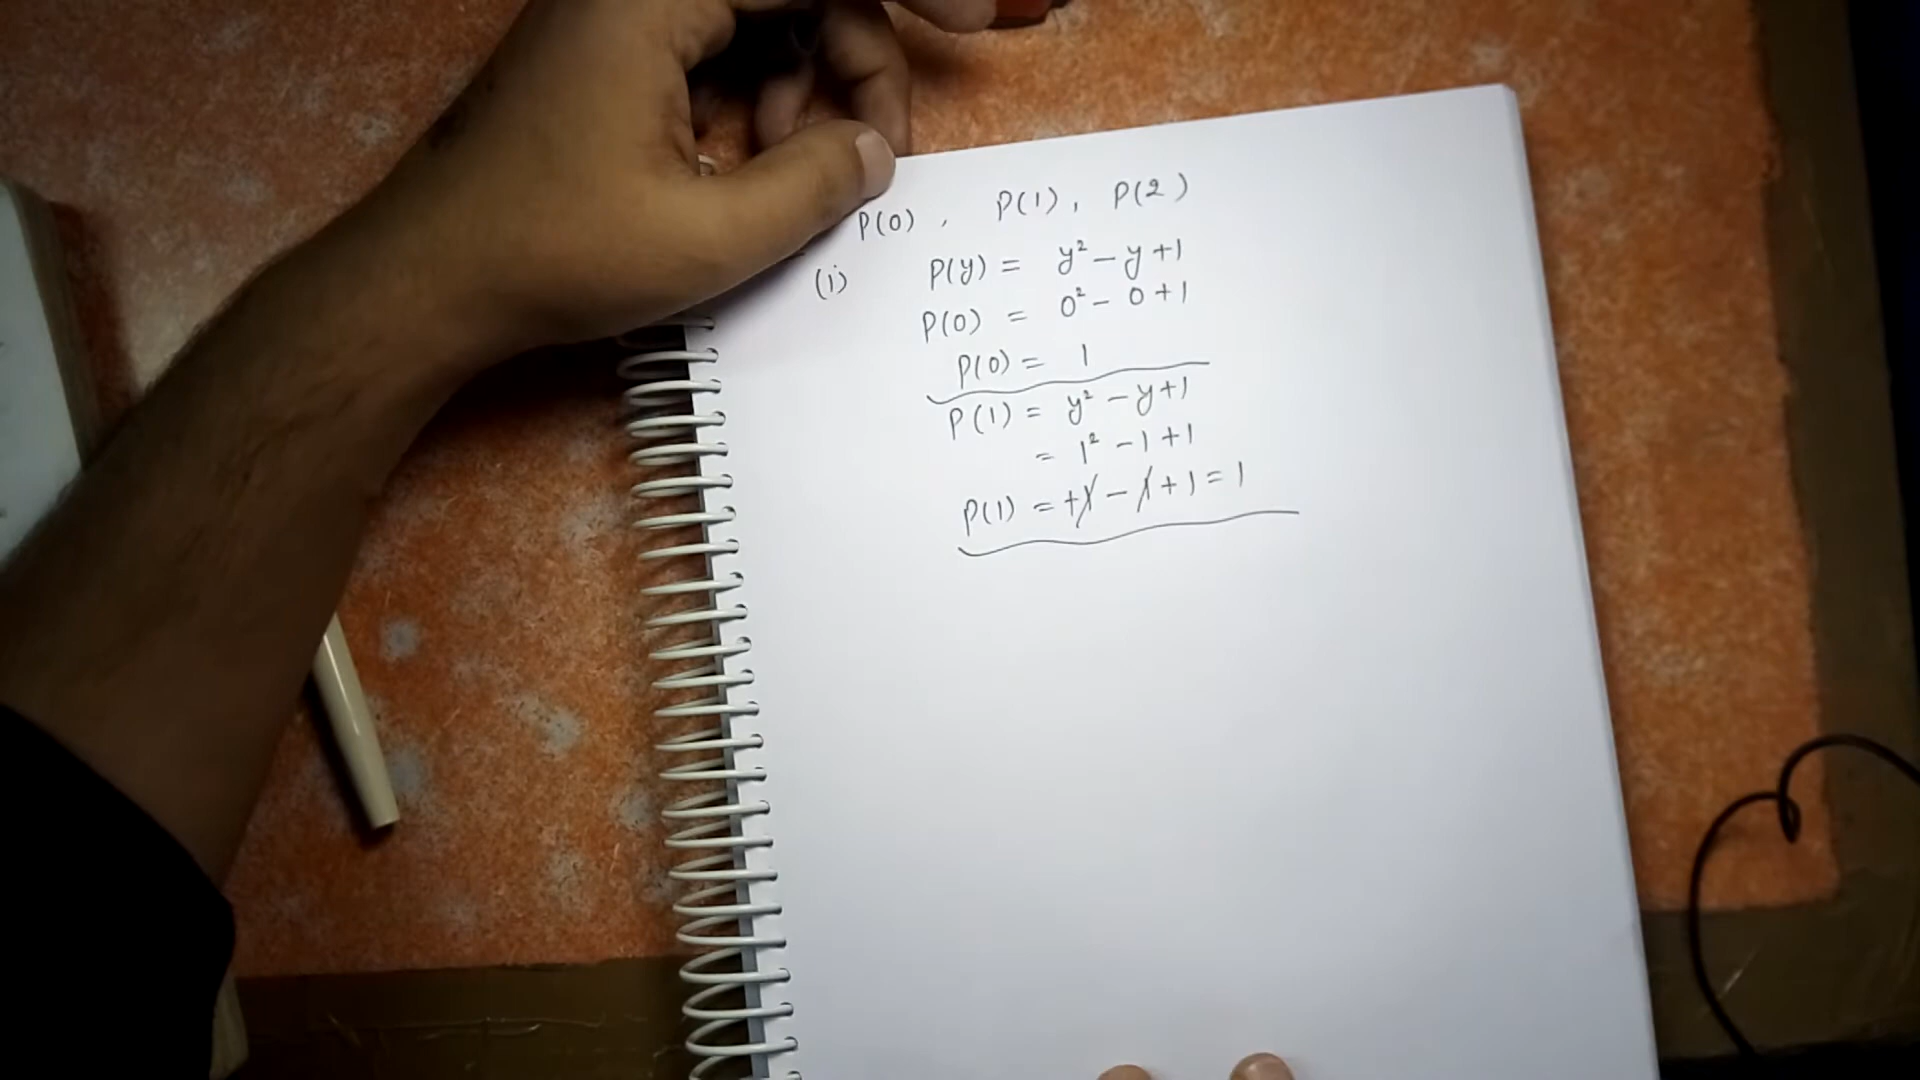 P(0), P(1), P(2)
(i) P(y) = y² - y + 1
P(0) = 0² - 0 + 1
P(0) = 1
P(1) = y² - y + 1
= 1² - 1 + 1
P(1) = +1 - 1 + 1 = 1